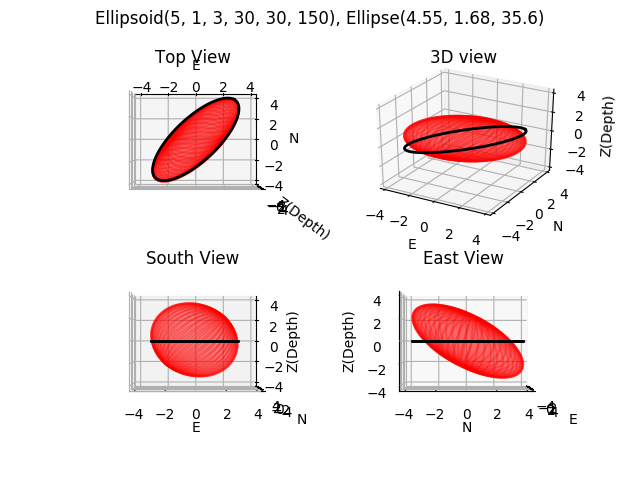 Ellipsoid(5, 1, 3, 30, 30, 150), Ellipse(4.55, 1.68, 35.6)
Top View
E
−4 −2 0 2 4
4
2
0
−2
−4
N
Z(Depth)
3D view
4
2
0
−2
−4
Z(Depth)
−4 −2 0 2 4
E
−4 −2 0 2 4
N
South View
4
2
0
−2
−4
Z(Depth)
−4 −2 0 2 4
E
N
East View
4
2
0
−2
−4
Z(Depth)
−4 −2 0 2 4
N
E